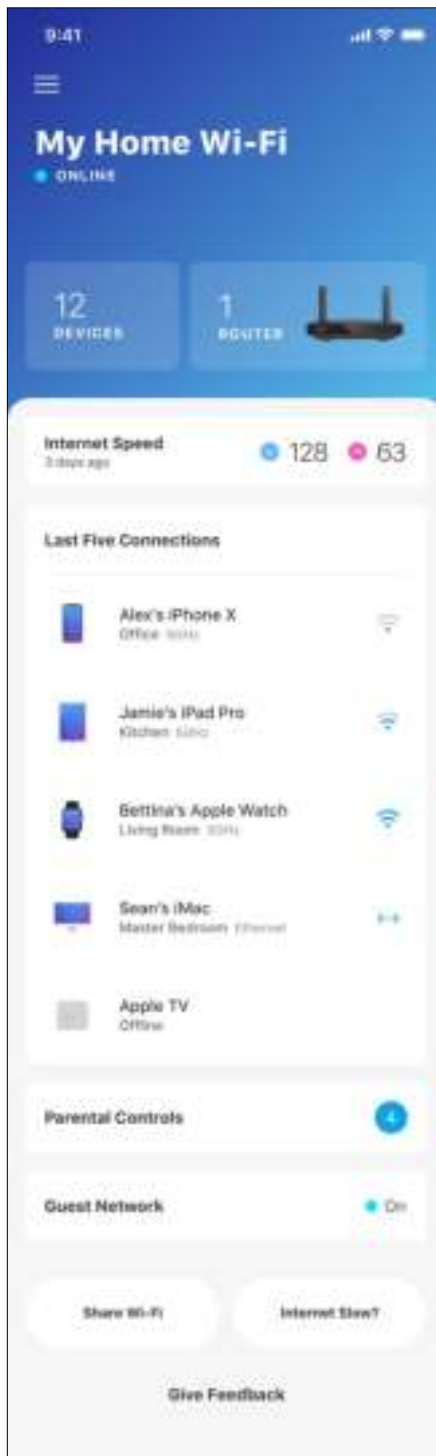 9:41
My Home Wi-Fi
ONLINE
12
DEVICES
1
ROUTER
Internet Speed
3 days ago
128
63
Last Five Connections
Alex's iPhone X
Office
Jamie's iPad Pro
Kitchen
Bettina's Apple Watch
Living Room
Sean's iMac
Master Bedroom Ethernet
Apple TV
Offline
Parental Controls
4
Guest Network
On
Share Wi-Fi
Internet Slow?
Give Feedback